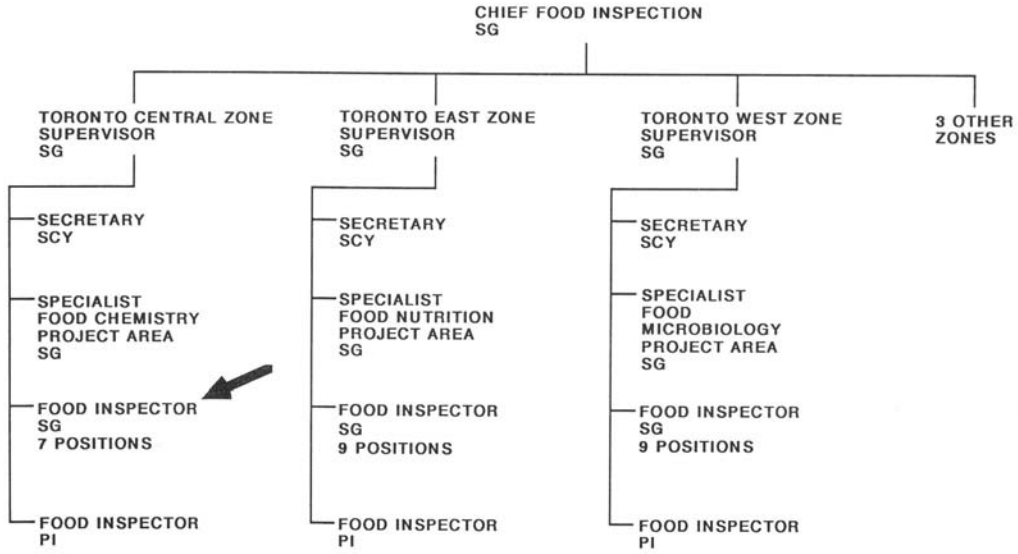 CHIEF FOOD INSPECTION
SG
TORONTO CENTRAL ZONE
SUPERVISOR
SG
SECRETARY
SCY
SPECIALIST
FOOD CHEMISTRY
PROJECT AREA
SG
FOOD INSPECTOR
SG
7 POSITIONS
FOOD INSPECTOR
PI
TORONTO EAST ZONE
SUPERVISOR
SG
SECRETARY
SCY
SPECIALIST
FOOD NUTRITION
PROJECT AREA
SG
FOOD INSPECTOR
SG
9 POSITIONS
FOOD INSPECTOR
PI
TORONTO WEST ZONE
SUPERVISOR
SG
SECRETARY
SCY
SPECIALIST
FOOD
MICROBIOLOGY
PROJECT AREA
SG
FOOD INSPECTOR
SG
9 POSITIONS
FOOD INSPECTOR
PI
3 OTHER
ZONES